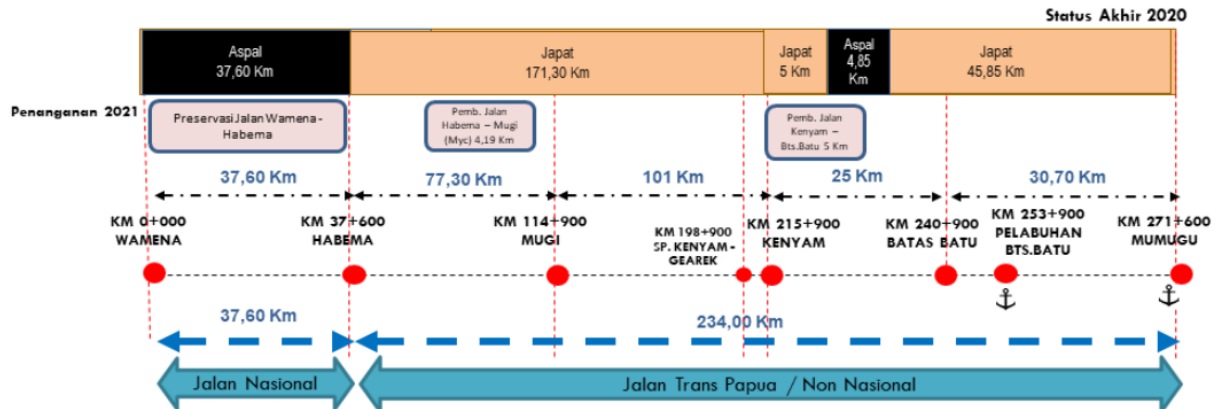 Status Akhir 2020
Aspal
37,60 Km
Japat
171,30 Km
Japat
5 Km
Aspal
4,85
Km
Japat
45,85 Km
Penanganan 2021
Preservasi Jalan Wamena -
Habema
Pemb. Jalan
Habema – Mugi
(Myc) 4,19 Km
Pemb. Jalan
Kenyam –
Bts.Batu 5 Km
37,60 Km
77,30 Km
101 Km
25 Km
30,70 Km
KM 0+000
WAMENA
KM 37+600
HABEMA
KM 114+900
MUGI
KM 198+900
SP. KENYAM -
GEAREK
KM 215+900
KENYAM
KM 240+900
BATAS BATU
KM 253+900
PELABUHAN
BTS.BATU
KM 271+600
MUMUGU
37,60 Km
234,00 Km
Jalan Nasional
Jalan Trans Papua / Non Nasional